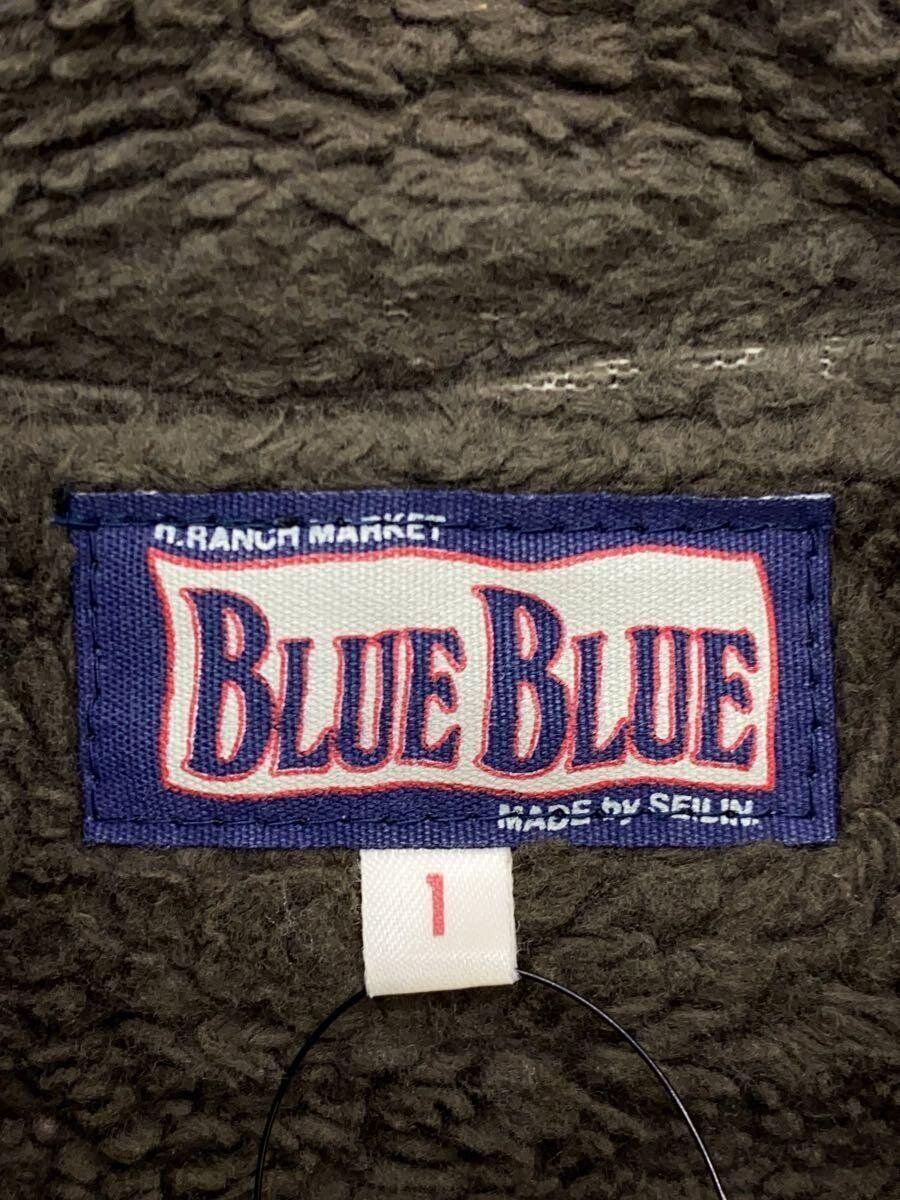 H.RANCH MARKET
BLUE BLUE
MADE by SEILIN.
1